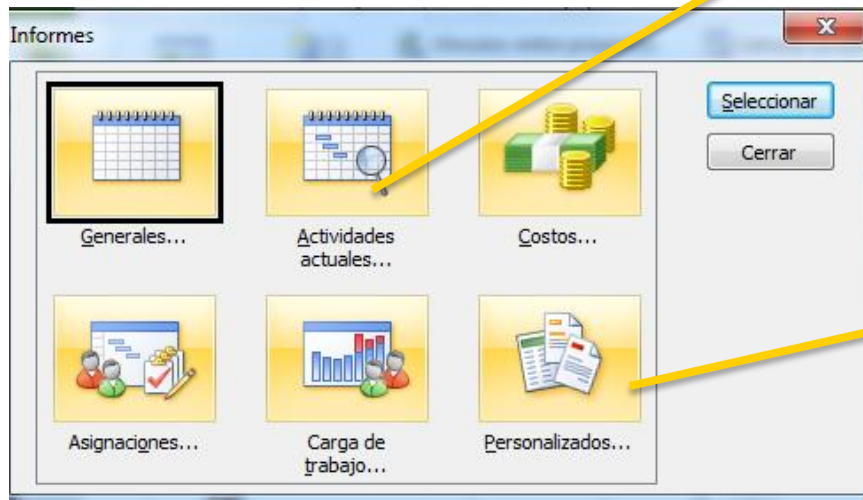 Informes
Seleccionar
Cerrar
Generales...
Actividades
actuales...
Costos...
Asignaciones...
Carga de
trabajo...
Personalizados...